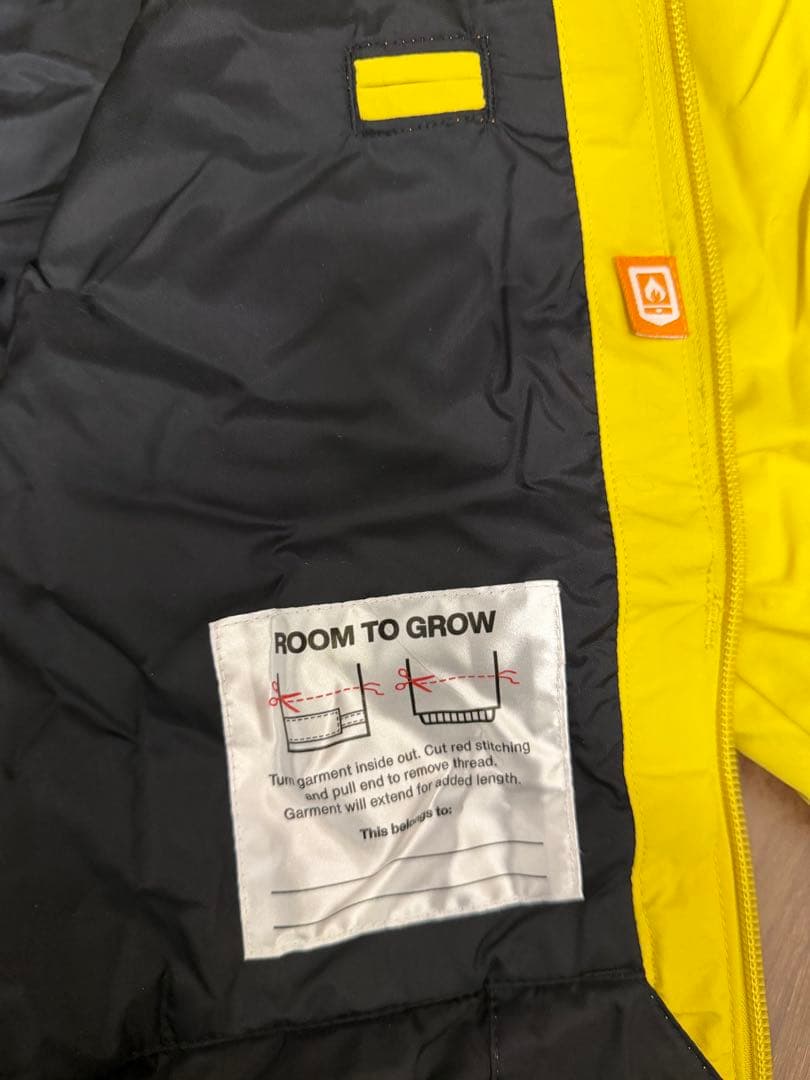 ROOM TO GROW
Turn garment inside out. Cut red stitching
and pull end to remove thread.
Garment will extend for added length.
This belongs to: